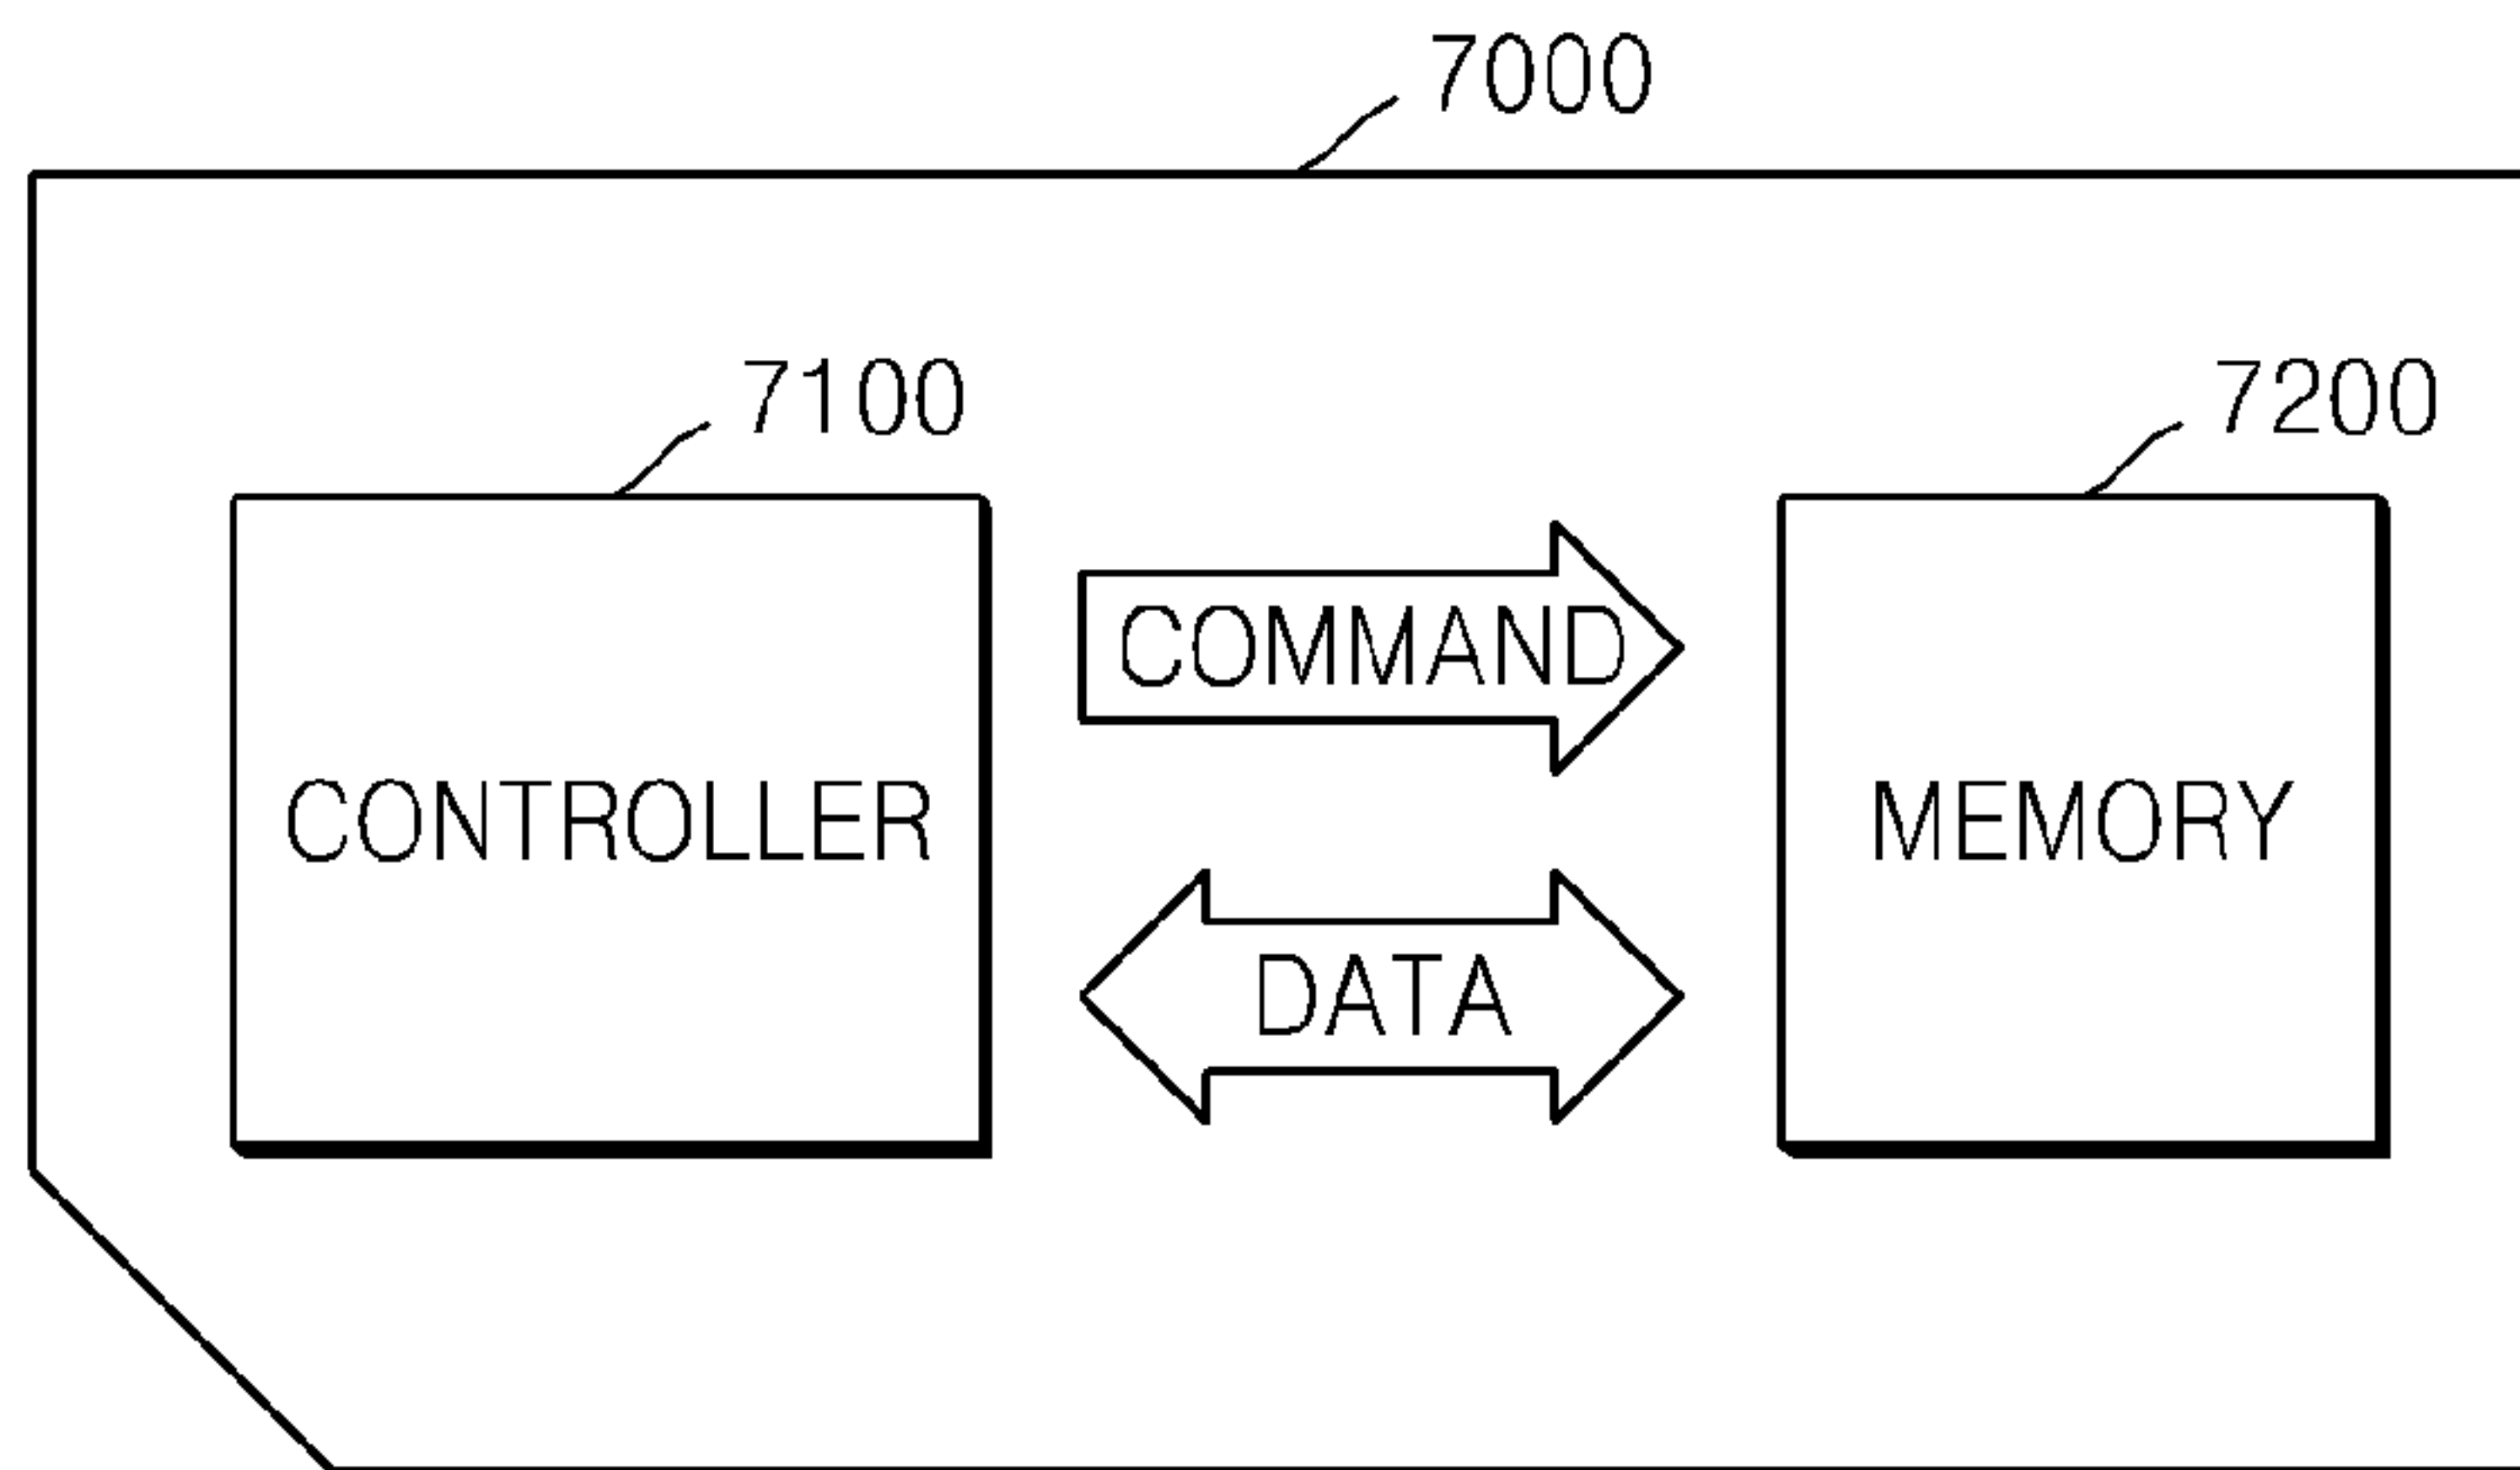 7000
7100
7200
COMMAND
CONTROLLER
MEMORY
DATA